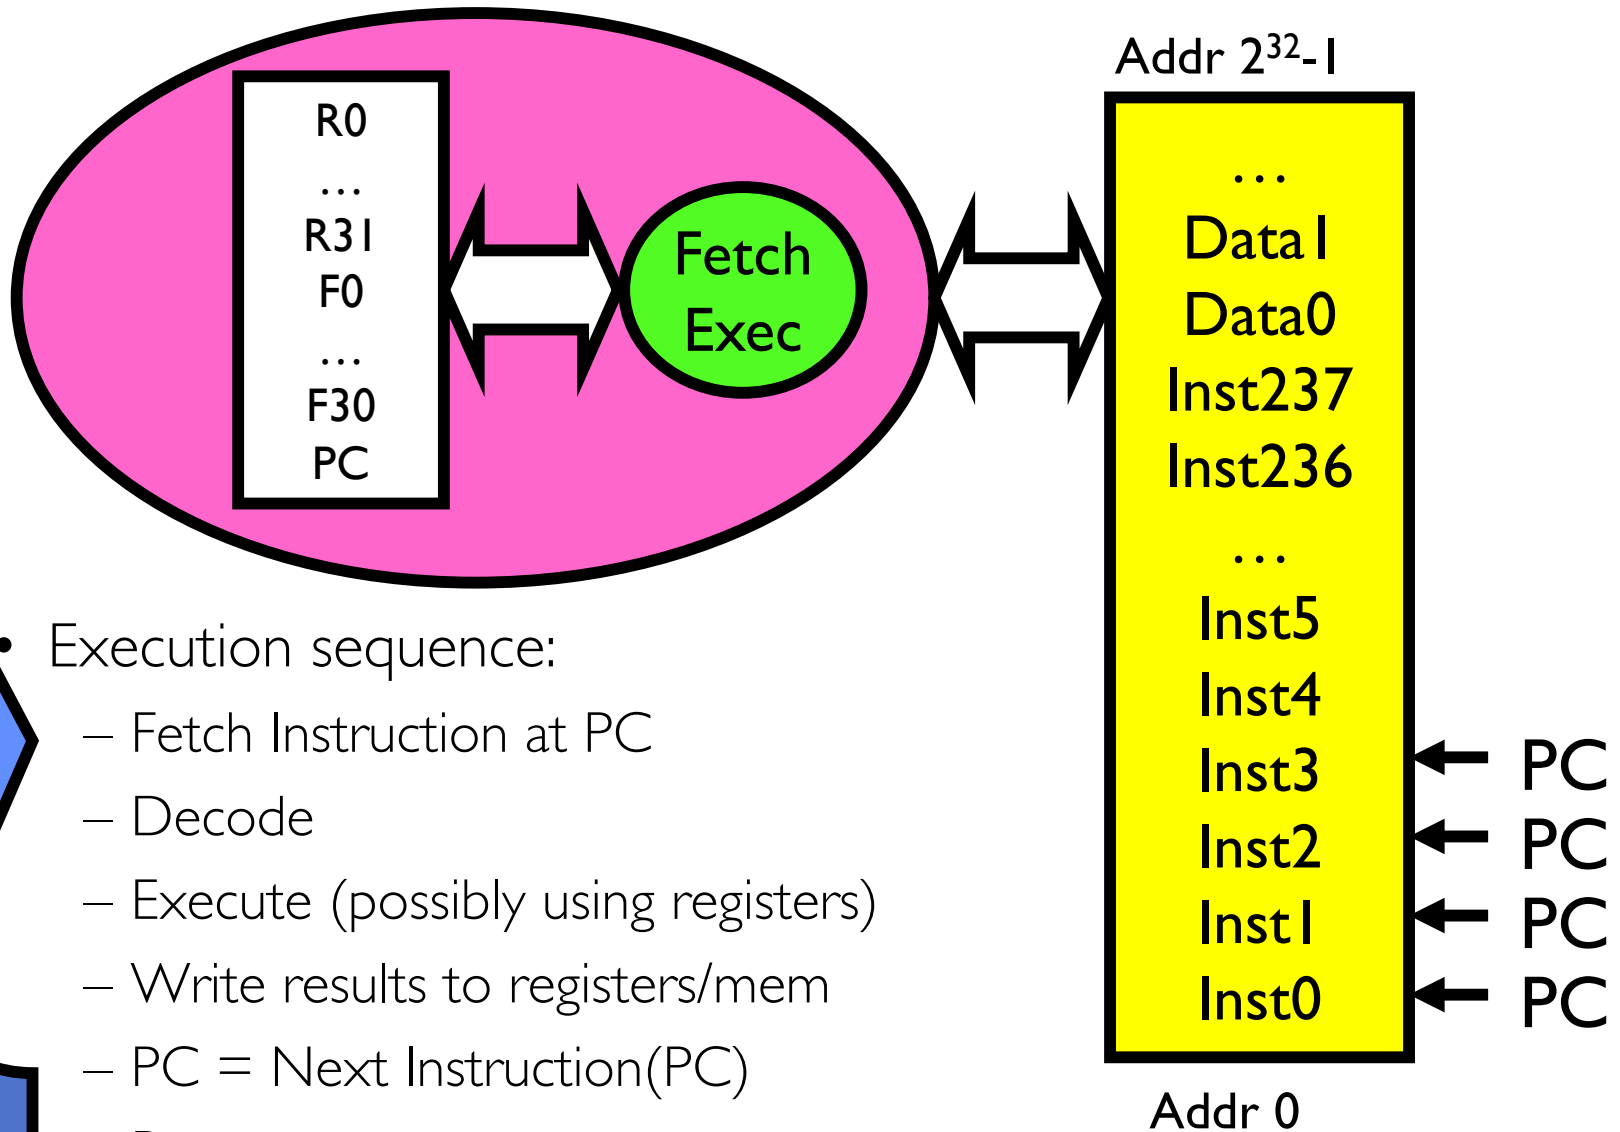 R0
…
R31
F0
…
F30
PC
Fetch
Exec
Addr 2³²-1
…
Data1
Data0
Inst237
Inst236
…
Inst5
Inst4
Inst3
Inst2
Inst1
Inst0
Addr 0
PC
PC
PC
PC
• Execution sequence:
– Fetch Instruction at PC
– Decode
– Execute (possibly using registers)
– Write results to registers/mem
– PC = Next Instruction(PC)